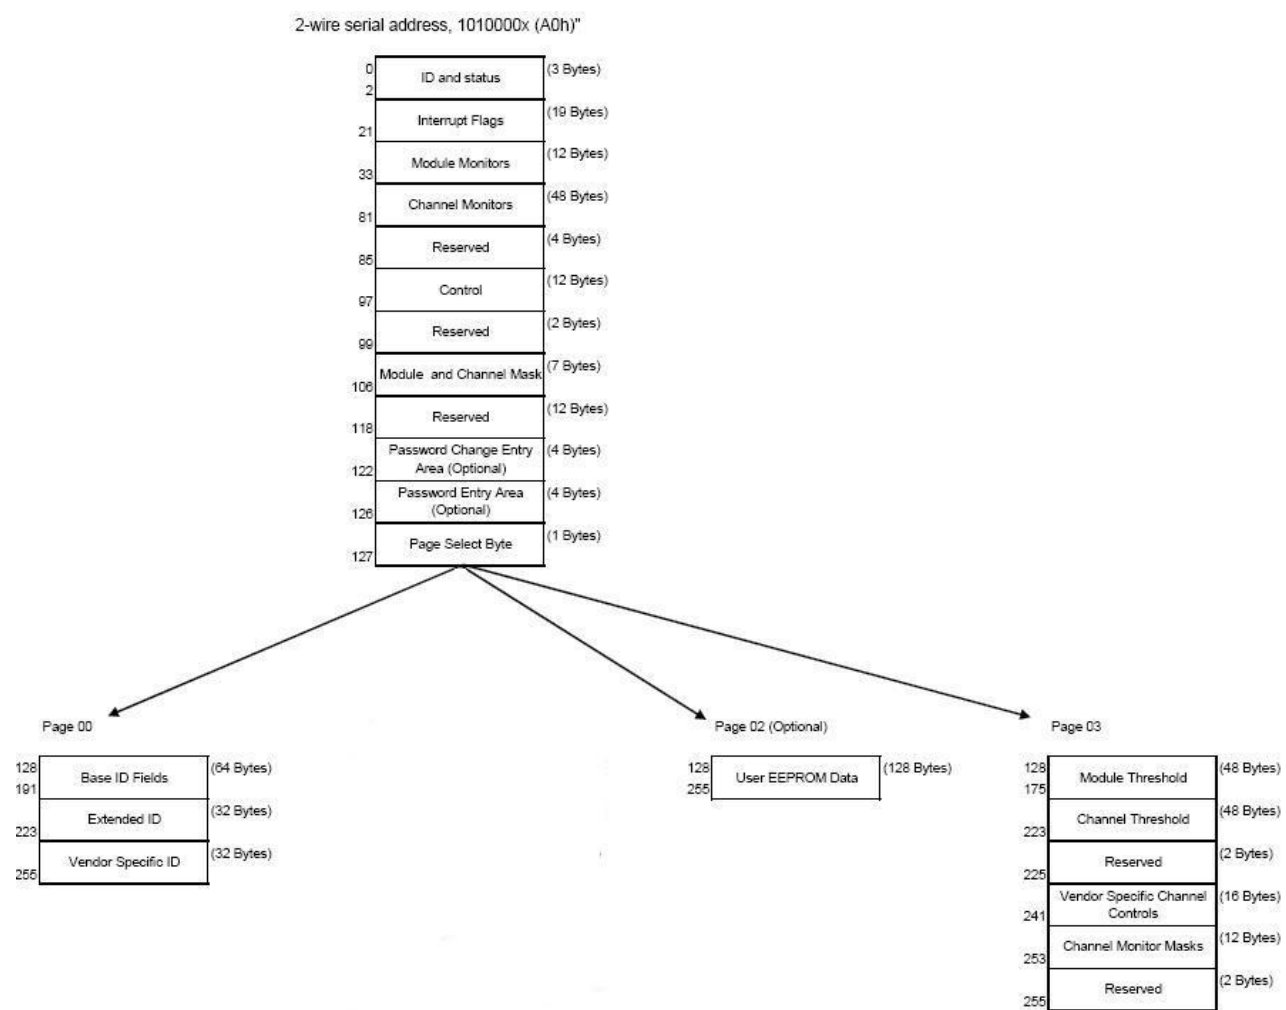 2-wire serial address, 1010000x (A0h)"
0
2
ID and status
(3 Bytes)
21
Interrupt Flags
(19 Bytes)
33
Module Monitors
(12 Bytes)
81
Channel Monitors
(48 Bytes)
85
Reserved
(4 Bytes)
97
Control
(12 Bytes)
99
Reserved
(2 Bytes)
106
Module and Channel Mask
(7 Bytes)
118
Reserved
(12 Bytes)
122
Password Change Entry
Area (Optional)
(4 Bytes)
126
Password Entry Area
(Optional)
(4 Bytes)
127
Page Select Byte
(1 Bytes)
Page 00
128
191
Base ID Fields
(64 Bytes)
223
Extended ID
(32 Bytes)
255
Vendor Specific ID
(32 Bytes)
Page 02 (Optional)
128
255
User EEPROM Data
(128 Bytes)
Page 03
128
175
Module Threshold
(48 Bytes)
223
Channel Threshold
(48 Bytes)
225
Reserved
(2 Bytes)
241
Vendor Specific Channel
Controls
(16 Bytes)
253
Channel Monitor Masks
(12 Bytes)
255
Reserved
(2 Bytes)